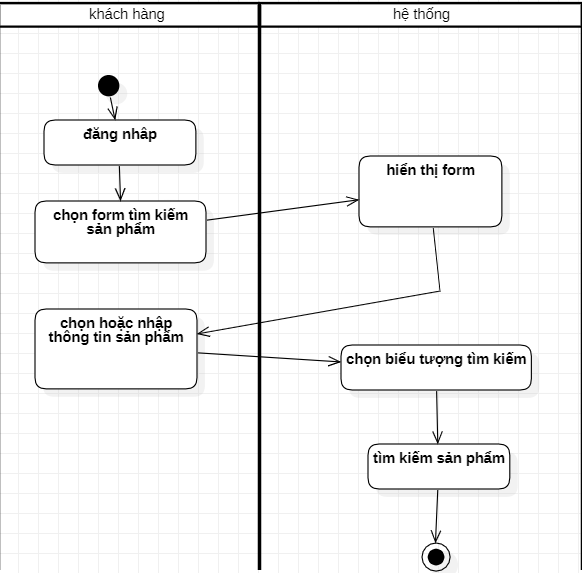 khách hàng
hệ thống
đăng nhâp
hiển thị form
chọn form tìm kiếm
sản phẩm
chọn hoặc nhập
thông tin sản phẩm
chọn biểu tượng tìm kiếm
tìm kiếm sản phẩm